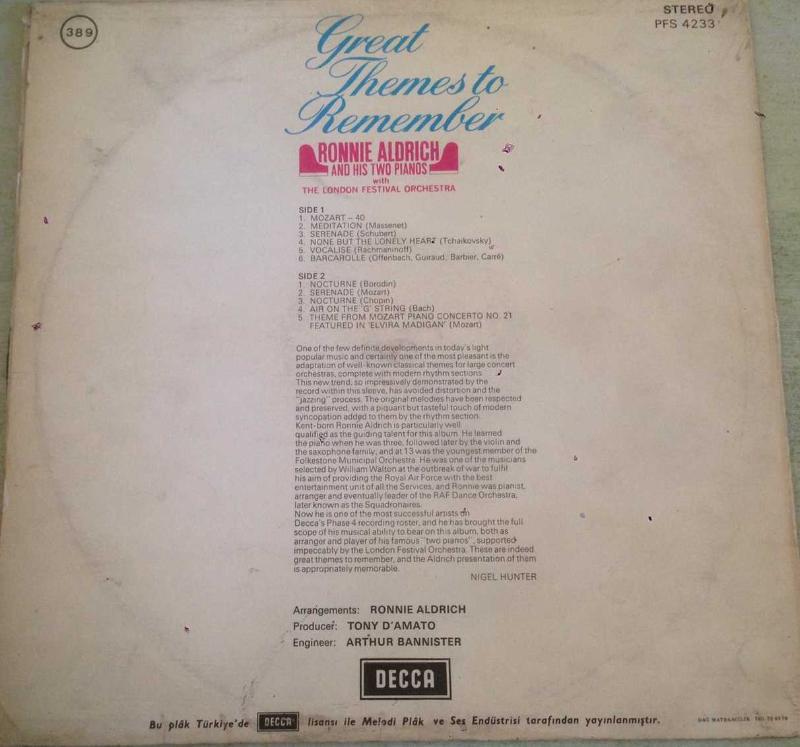 389
STEREO
PFS 4233
Great
Themes to
Remember
RONNIE ALDRICH
AND HIS TWO PIANOS
with
THE LONDON FESTIVAL ORCHESTRA
SIDE 1
1. MOZART – 40
2. MEDITATION (Massenet)
3. SERENADE (Schubert)
4. NONE BUT THE LONELY HEART (Tchaikovsky)
5. VOCALISE (Rachmaninoff)
6. BARCAROLLE (Offenbach, Guiraud, Barbier, Carré)
SIDE 2
1. NOCTURNE (Borodin)
2. SERENADE (Mozart)
3. NOCTURNE (Chopin)
4. AIR ON THE 'G' STRING (Bach)
5. THEME FROM MOZART PIANO CONCERTO NO. 21
FEATURED IN 'ELVIRA MADIGAN' (Mozart)
One of the few definite developments in today's light
popular music and certainly one of the most pleasant is the
adaptation of well-known classical themes for large concert
orchestras, complete with modern rhythm sections.
This new trend, so impressively demonstrated by the
record within this sleeve, has avoided distortion and the
"jazzing" process. The original melodies have been respected
and preserved, with a piquant but tasteful touch of modern
syncopation added to them by the rhythm section.
Kent-born Ronnie Aldrich is particularly well
qualified as the guiding talent for this album. He learned
the piano when he was three, followed later by the violin and
the saxophone family, and at 13 was the youngest member of the
Folkestone Municipal Orchestra. He was one of the musicians
selected by William Walton at the outbreak of war to fulfil
his aim of providing the Royal Air Force with the best
entertainment unit of all the Services, and Ronnie was pianist,
arranger and eventually leader of the RAF Dance Orchestra,
later known as the Squadronaires.
Now he is one of the most successful artists on
Decca's Phase 4 recording roster, and he has brought the full
scope of his musical ability to bear on this album, both as
arranger and player of his famous "two pianos", supported
impeccably by the London Festival Orchestra. These are indeed
great themes to remember, and the Aldrich presentation of them
is appropriately memorable.
NIGEL HUNTER
Arrangements: RONNIE ALDRICH
Producer: TONY D'AMATO
Engineer: ARTHUR BANNISTER
DECCA
Bu plâk Türkiye'de DECCA lisansı ile Melodi Plâk ve Ses Endüstrisi tarafından yayınlanmıştır.